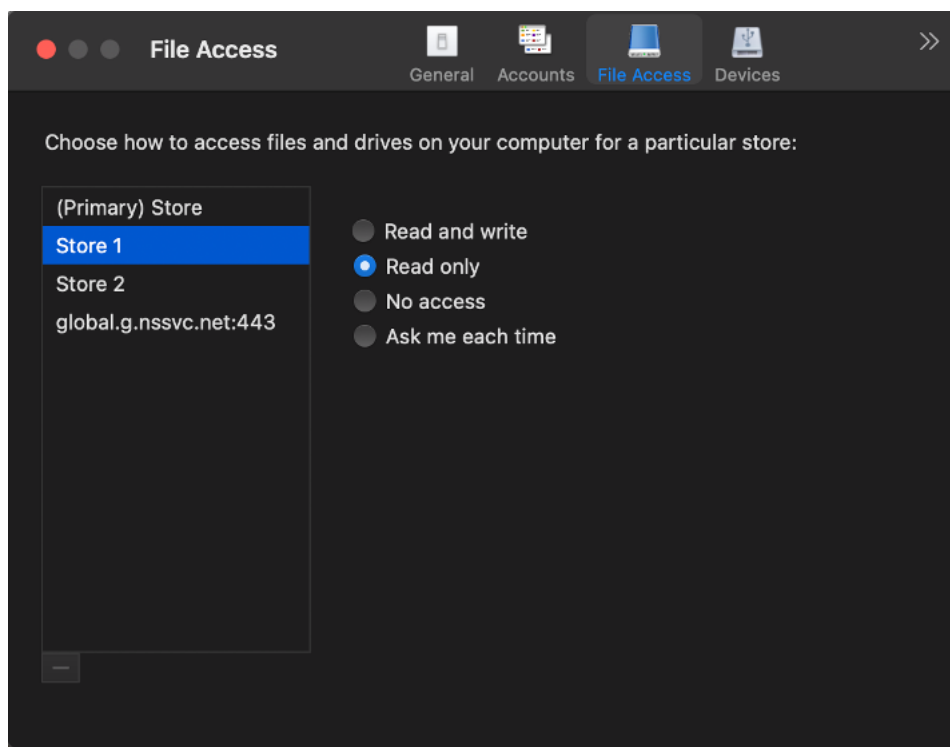 File Access
General
Accounts
File Access
Devices
Choose how to access files and drives on your computer for a particular store:
(Primary) Store
Store 1
Store 2
global.g.nssvc.net:443
Read and write
Read only
No access
Ask me each time